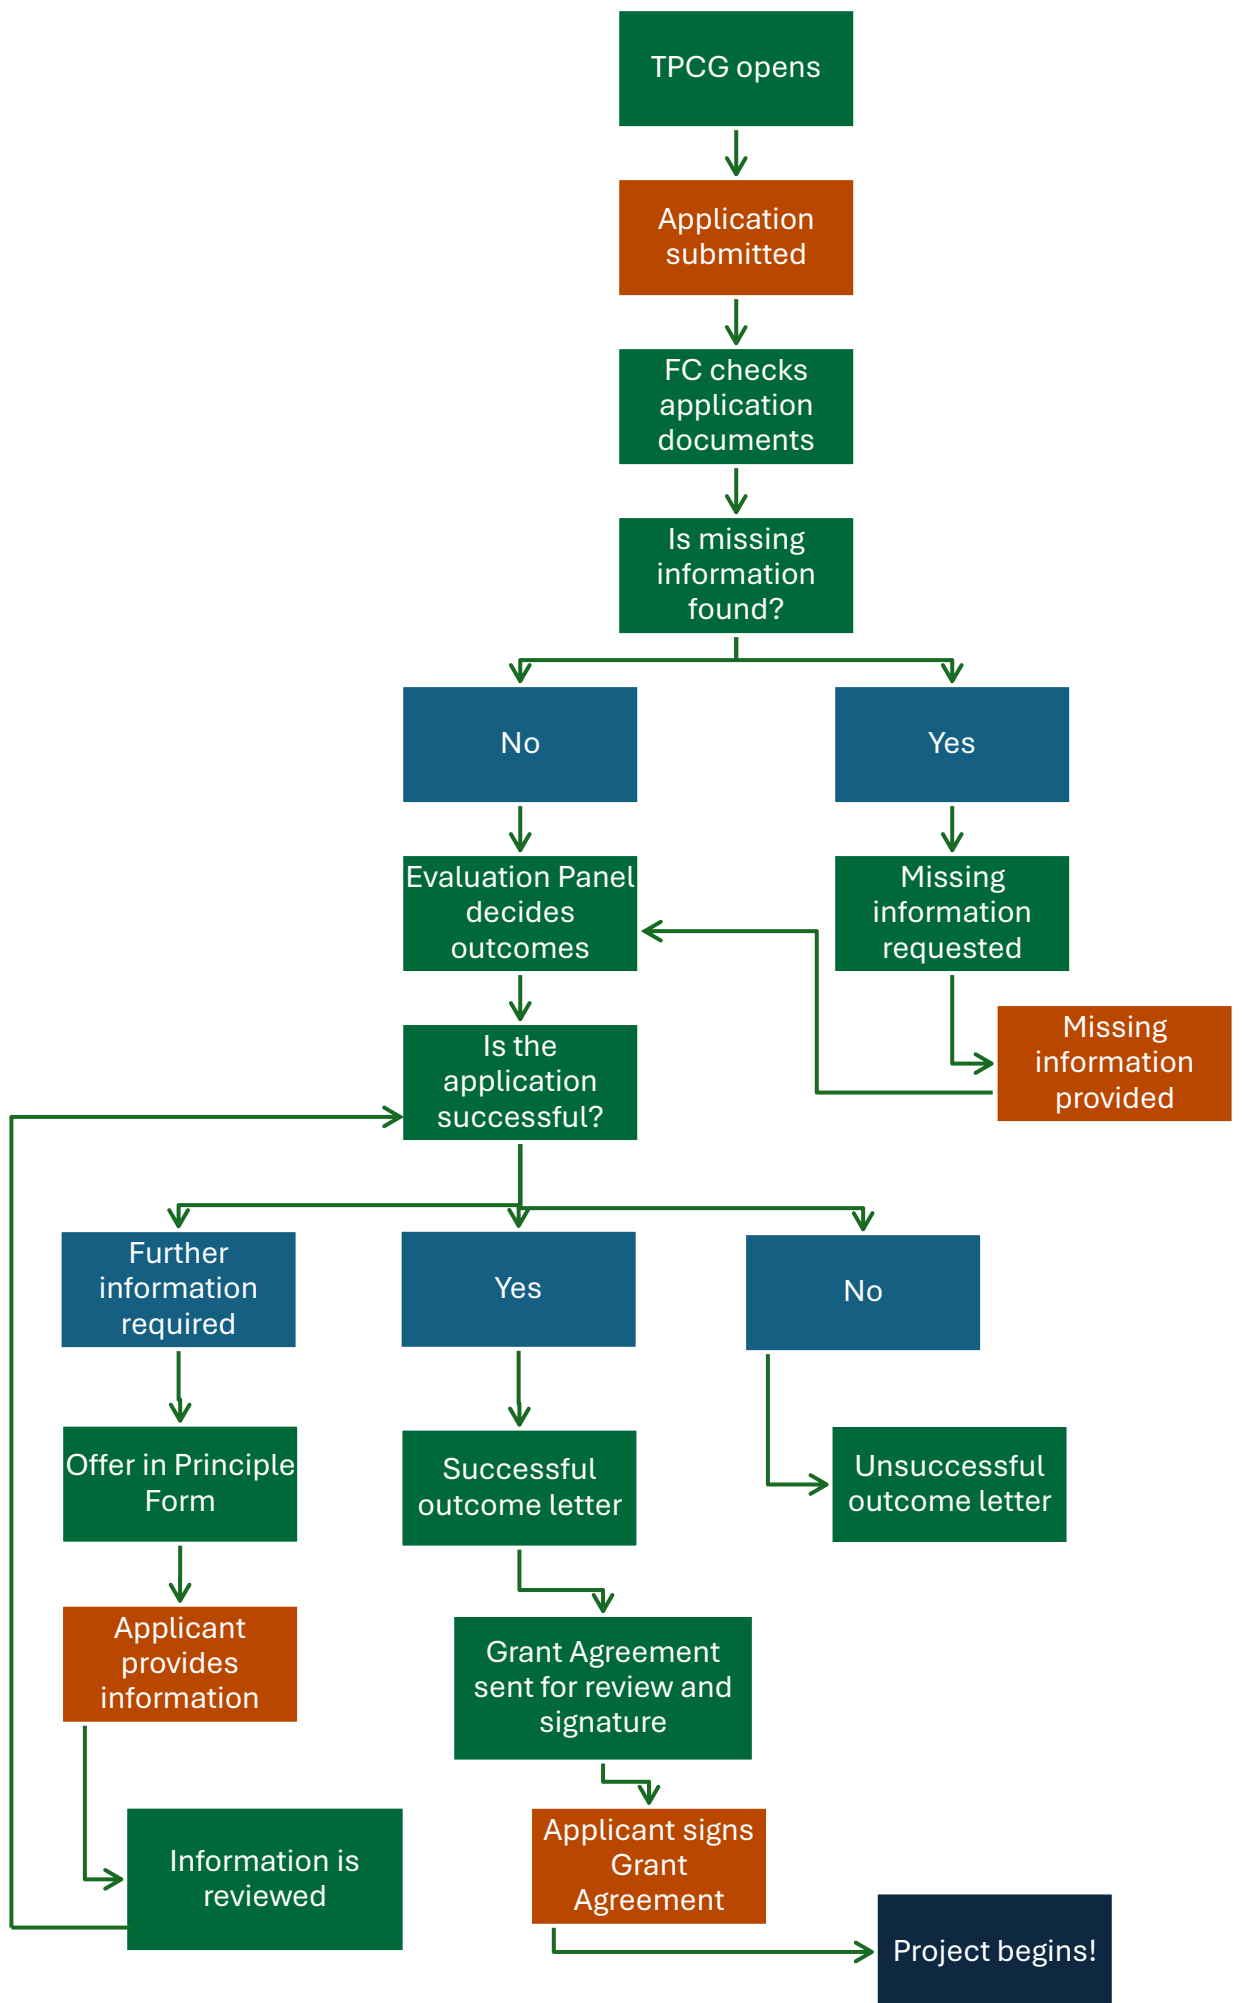 TPCG opens
Application
submitted
FC checks
application
documents
Is missing
information
found?
No
Yes
Evaluation Panel
decides
outcomes
Missing
information
requested
Missing
information
provided
Is the
application
successful?
Further
information
required
Yes
No
Offer in Principle
Form
Successful
outcome letter
Unsuccessful
outcome letter
Applicant
provides
information
Grant Agreement
sent for review and
signature
Information is
reviewed
Applicant signs
Grant
Agreement
Project begins!